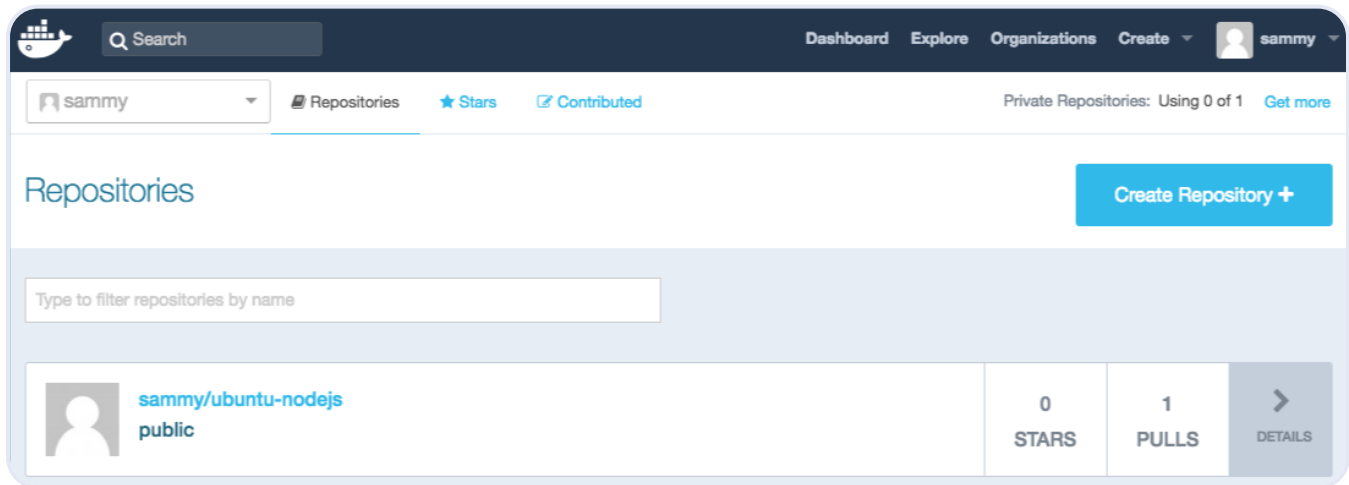 Search Dashboard Explore Organizations Create sammy
sammy Repositories Stars Contributed Private Repositories: Using 0 of 1 Get more
Repositories
Create Repository +
Type to filter repositories by name
sammy/ubuntu-nodejs
public
0 STARS
1 PULLS
DETAILS